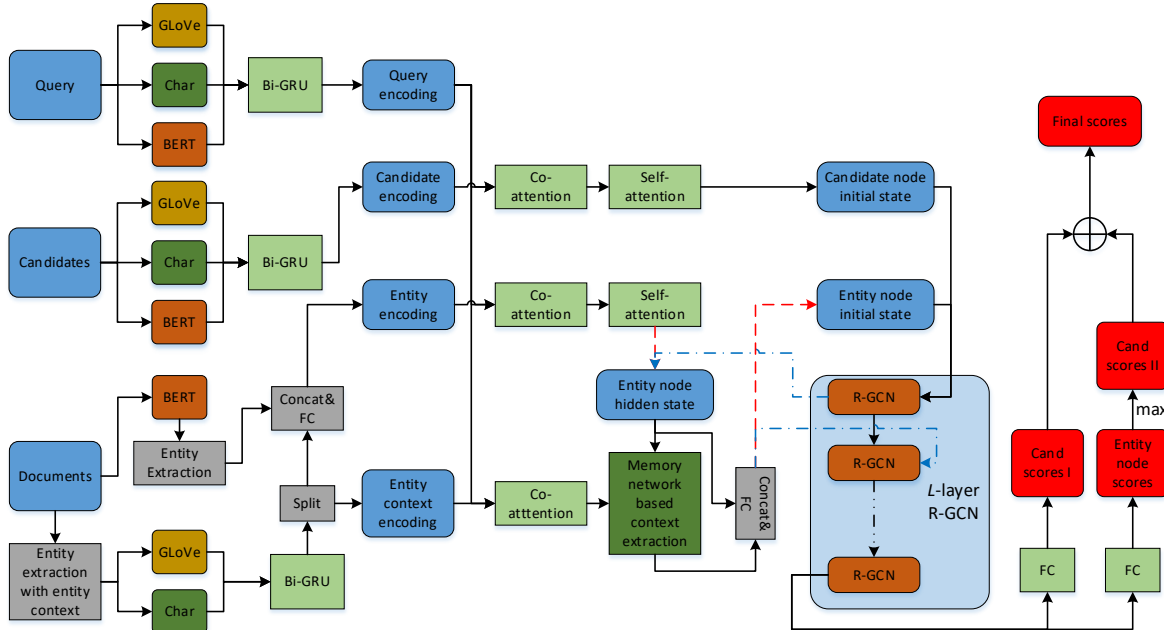 Query
GLoVe
Char
BERT
Bi-GRU
Query
encoding
Candidates
GLoVe
Char
BERT
Bi-GRU
Candidate
encoding
Co-
attention
Self-
attention
Candidate node
initial state
Entity
encoding
Co-
attention
Self-
attention
Entity node
initial state
Documents
BERT
Entity
Extraction
Concat&
FC
Split
Entity
context
encoding
Co-
atttention
Entity node
hidden state
Memory
network
based
context
extraction
Concat&
FC
Entity
extraction
with entity
context
GLoVe
Char
Bi-GRU
R-GCN
R-GCN
L-layer
R-GCN
R-GCN
Final scores
Cand
scores II
max
Cand
scores I
Entity
node
scores
FC
FC